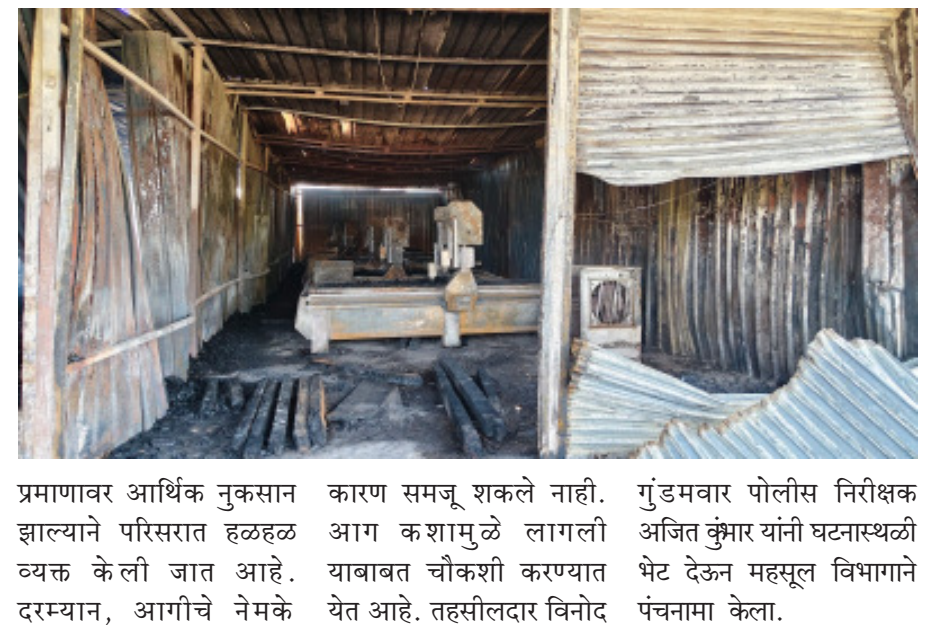 प्रमाणावर आर्थिक नुकसान
झाल्याने परिसरात हळहळ
व्यक्त केली जात आहे.
दरम्यान, आगीचे नेमके
कारण समजू शकले नाही.
आग कशामुळे लागली
याबाबत चौकशी करण्यात
येत आहे. तहसीलदार विनोद
गुंडमवार पोलीस निरीक्षक
अजित कुंभार यांनी घटनास्थळी
भेट देऊन महसूल विभागाने
पंचनामा केला.